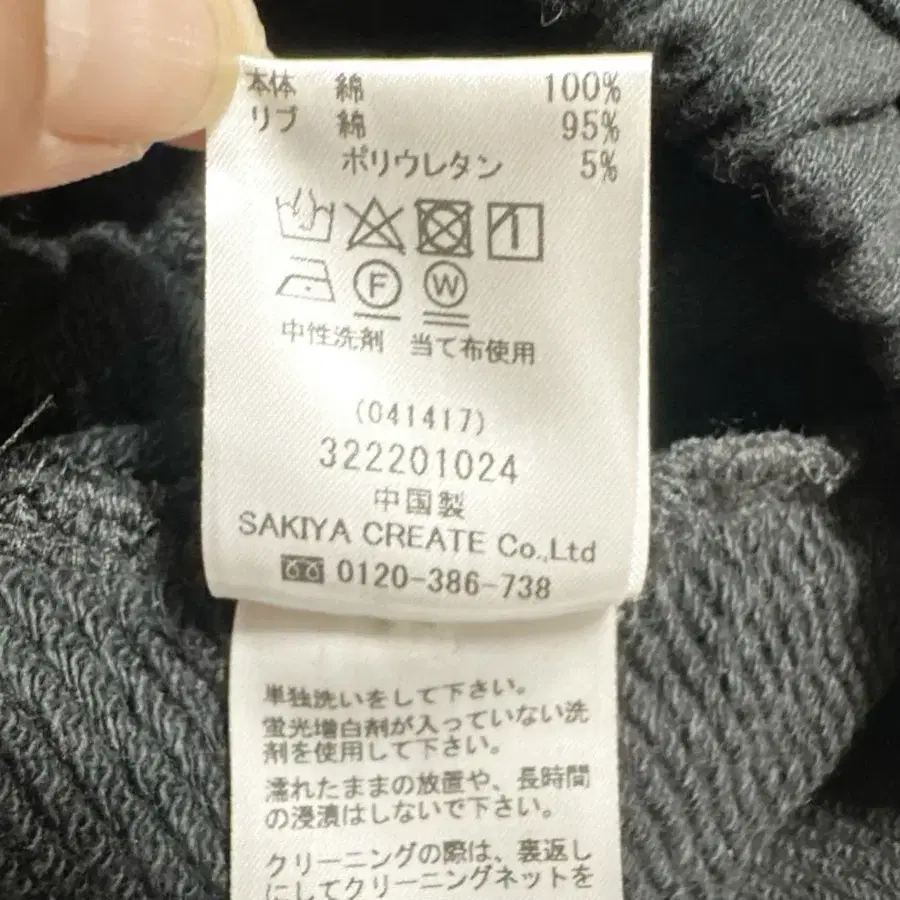 本体 綿 100%
リブ 綿 95%
ポリウレタン 5%
F W
中性洗剤 当て布使用
(041417)
322201024
中国製
SAKIYA CREATE Co.,Ltd
0120-386-738
単独洗いをして下さい。
蛍光増白剤が入っていない洗
剤を使用して下さい。
濡れたままの放置や、長時間
の浸漬はしないで下さい。
クリーニングの際は、裏返し
にしてクリーニングネットを